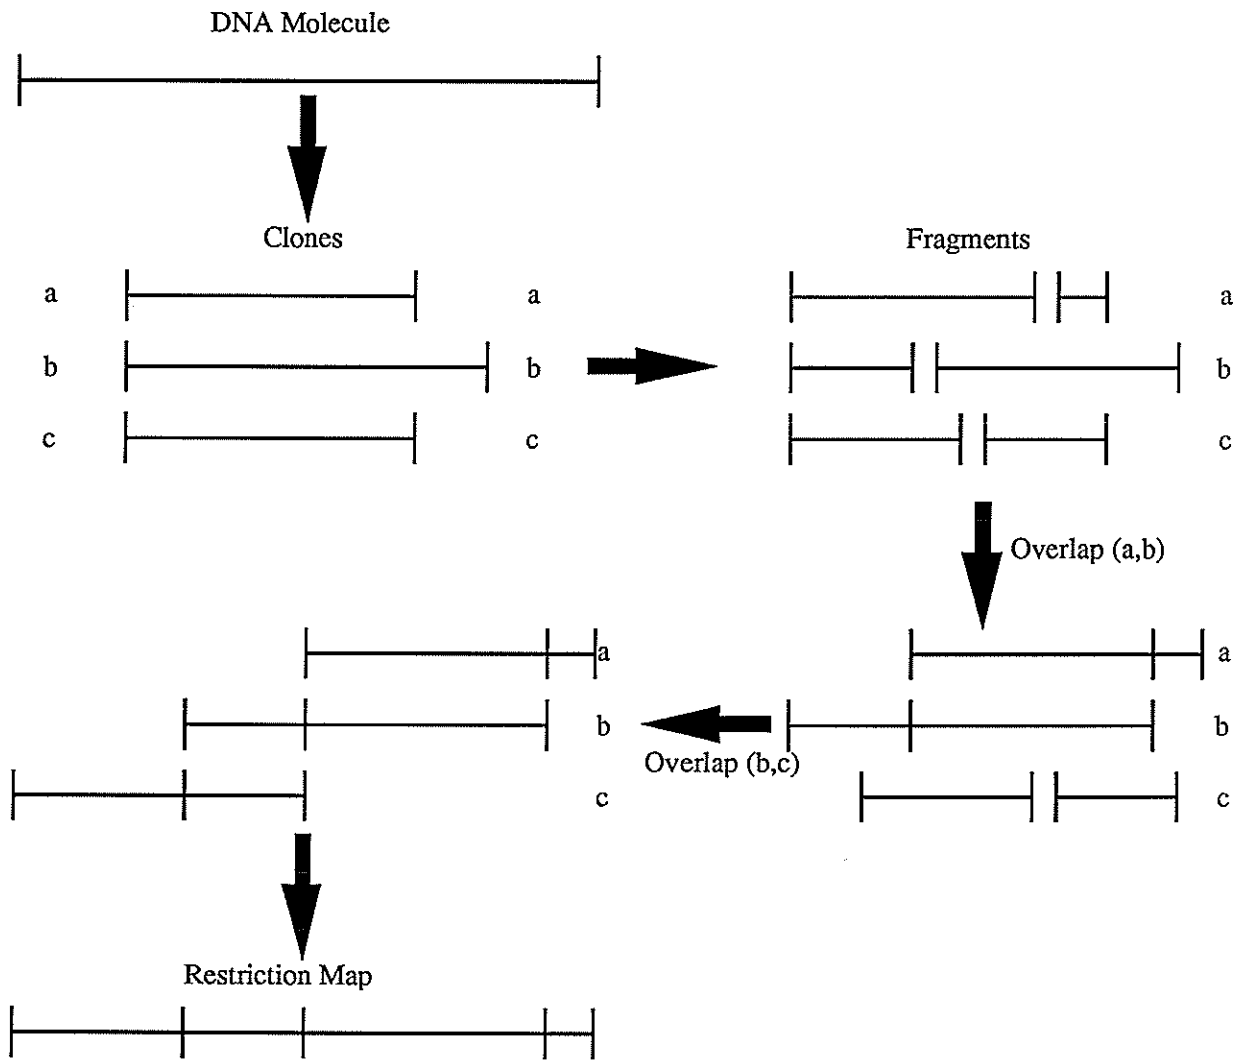 DNA Molecule
Clones
Fragments
a a a
b b b
c c c
Overlap (a,b)
a a
b b
Overlap (b,c)
c c
Restriction Map